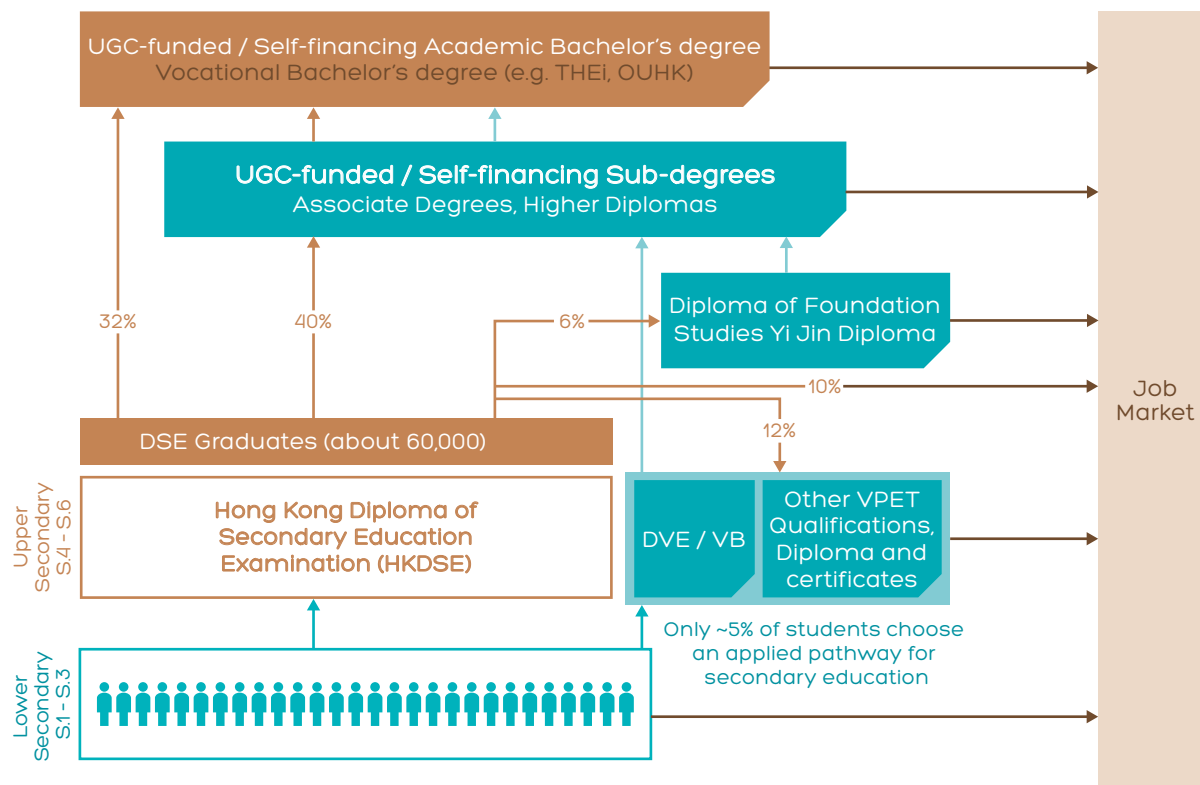 UGC-funded / Self-financing Academic Bachelor's degree
Vocational Bachelor's degree (e.g. THEi, OUHK)
UGC-funded / Self-financing Sub-degrees
Associate Degrees, Higher Diplomas
Diploma of Foundation
Studies Yi Jin Diploma
32%
40%
6%
10%
12%
Job
Market
DSE Graduates (about 60,000)
Upper
Secondary
S.4 - S.6
Hong Kong Diploma of
Secondary Education
Examination (HKDSE)
DVE / VB
Other VPET
Qualifications,
Diploma and
certificates
Only ~5% of students choose
an applied pathway for
secondary education
Lower
Secondary
S.1 - S.3